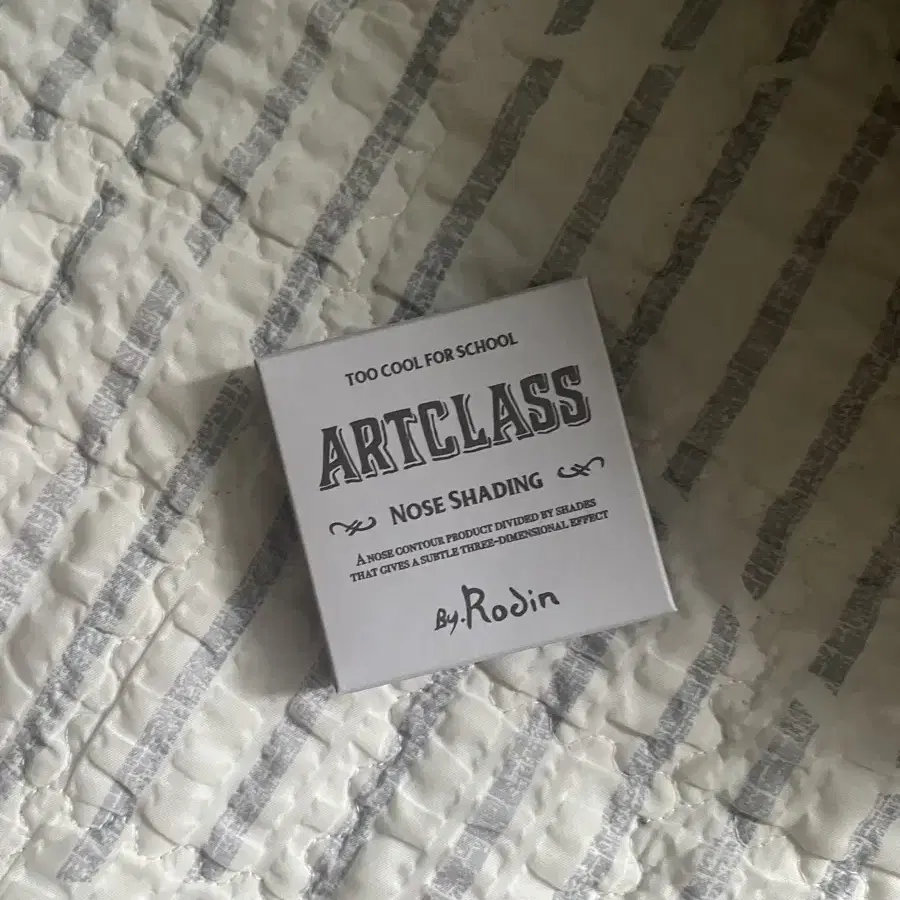 TOO COOL FOR SCHOOL
ARTCLASS
NOSE SHADING
A NOSE CONTOUR PRODUCT DIVIDED BY SHADES
THAT GIVES A SUBTLE THREE-DIMENSIONAL EFFECT
By. Rodin